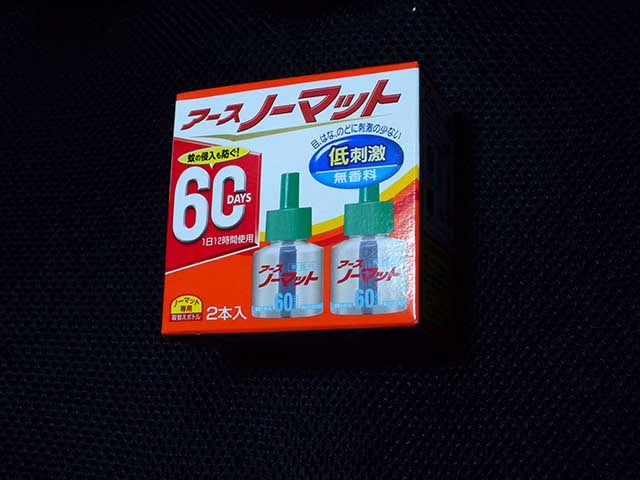 アース ノーマット
目、はな、のどに刺激の少ない
低刺激
無香料
蚊の侵入も防ぐ!
60
DAYS
1日12時間使用
アース
ノーマット
60
アース
ノーマット
60
ノーマット
専用
取替えボトル
2本入